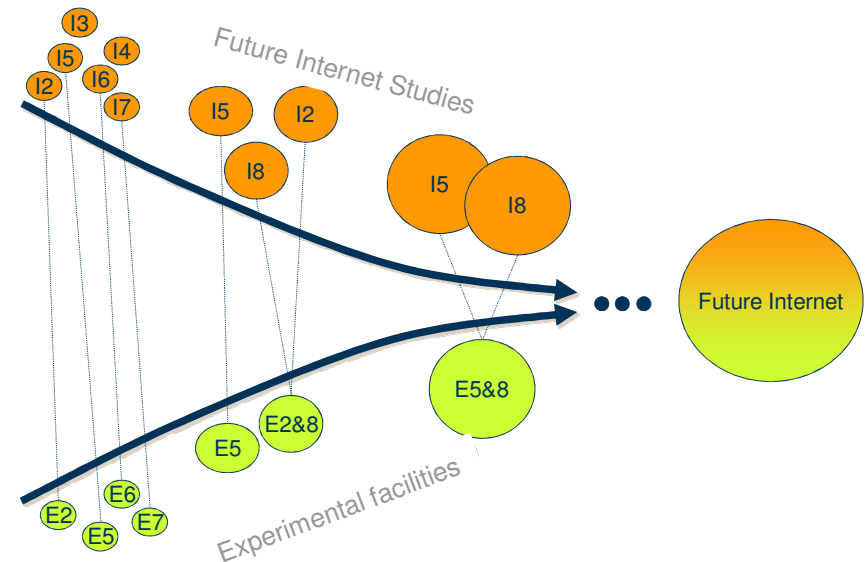 I3
I5
I4
I2
I6
I7
Future Internet Studies
I5
I2
I8
I5
I8
Future Internet
E5&8
E2&8
E5
E6
E2
E7
E5
Experimental facilities